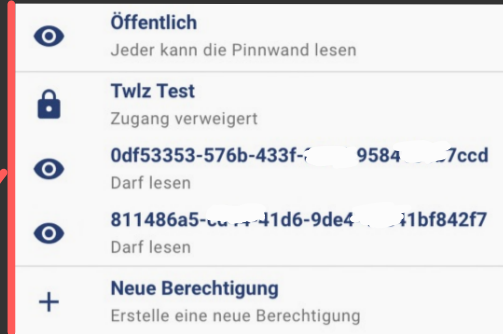 Öffentlich
Jeder kann die Pinnwand lesen
Twlz Test
Zugang verweigert
0df53353-576b-433f- 9584 7ccd
Darf lesen
811486a5- 41d6-9de4 1bf842f7
Darf lesen
Neue Berechtigung
Erstelle eine neue Berechtigung